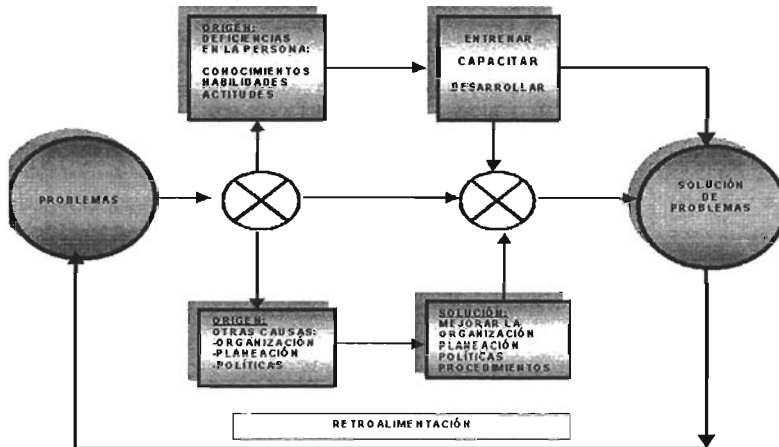 ORIGEN:
DEFICIENCIAS
EN LA PERSONA:
CONOCIMIENTOS
HABILIDADES
ACTITUDES
ENTRENAR
CAPACITAR
DESARROLLAR
PROBLEMAS
SOLUCIÓN
DE
PROBLEMAS
ORIGEN:
OTRAS CAUSAS:
-ORGANIZACIÓN
-PLANEACIÓN
-POLÍTICAS
SOLUCIÓN:
MEJORAR LA
ORGANIZACIÓN
PLANEACIÓN
POLÍTICAS
PROCEDIMIENTOS
RETROALIMENTACIÓN